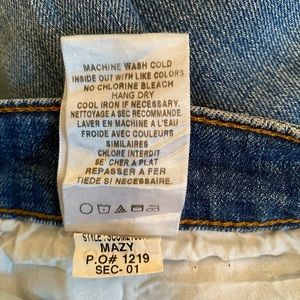 MACHINE WASH COLD
INSIDE OUT WITH LIKE COLORS
NO CHLORINE BLEACH
HANG DRY
COOL IRON IF NECESSARY.
NETTOYAGE A SEC RECOMMANDE.
LAVER EN MACHINE A L'EAU
FROIDE AVEC COULEURS
SIMILAIRES
CHLORE INTERDIT
SE' CHER A PLAT
REPASSER A FER
TIEDE SI NECESSAIRE.
MAZY
P.O# 1219
SEC- 01